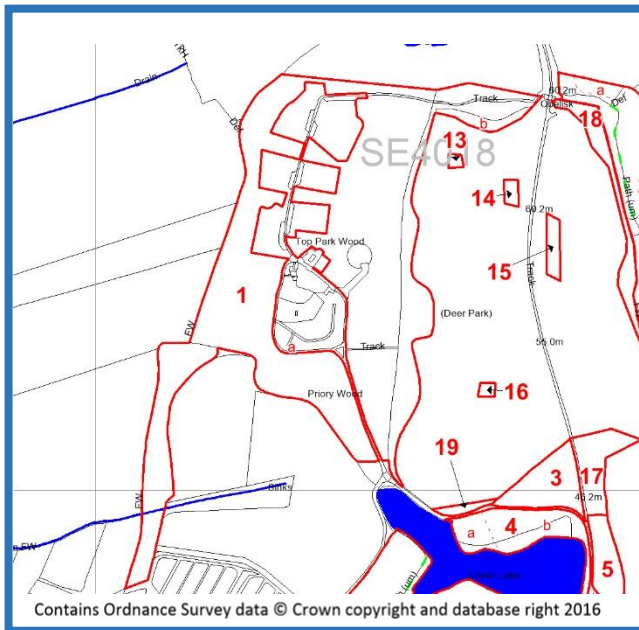 Drain
Def
Track
60.2m
Obelisk
a
Def
b
18
SE4018
13
14
Path (um)
60.2m
15
Top Park Wood
1
(Deer Park)
Track
FW
a
Track
55.0m
Priory Wood
16
19
3
17
FW
Sinks
46.2m
4
a
b
5
FW
Contains Ordnance Survey data © Crown copyright and database right 2016